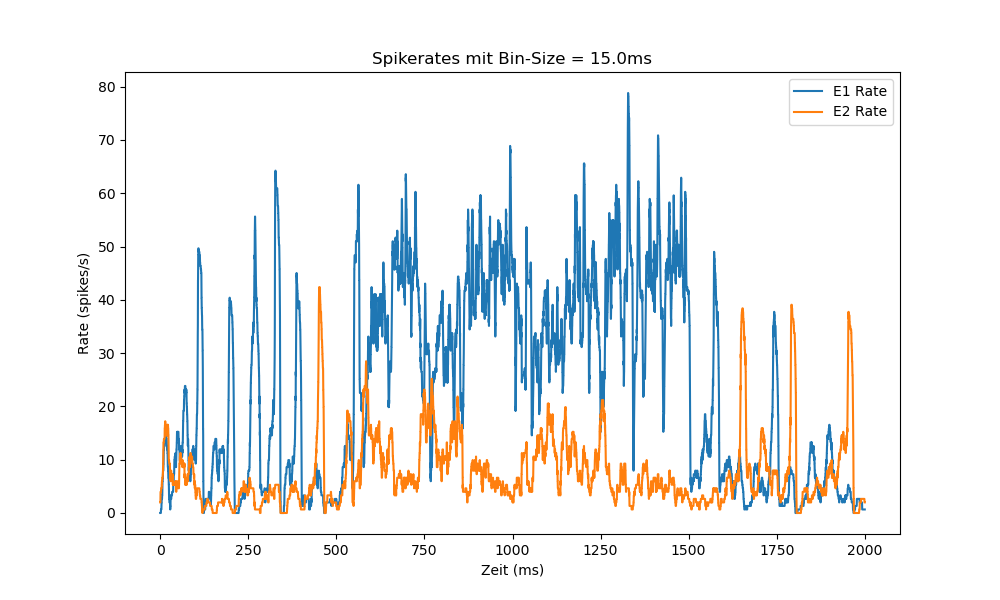 Spikerates mit Bin-Size = 15.0ms
E1 Rate
E2 Rate
80
70
60
50
40
30
20
10
0
Rate (spikes/s)
0 250 500 750 1000 1250 1500 1750 2000
Zeit (ms)